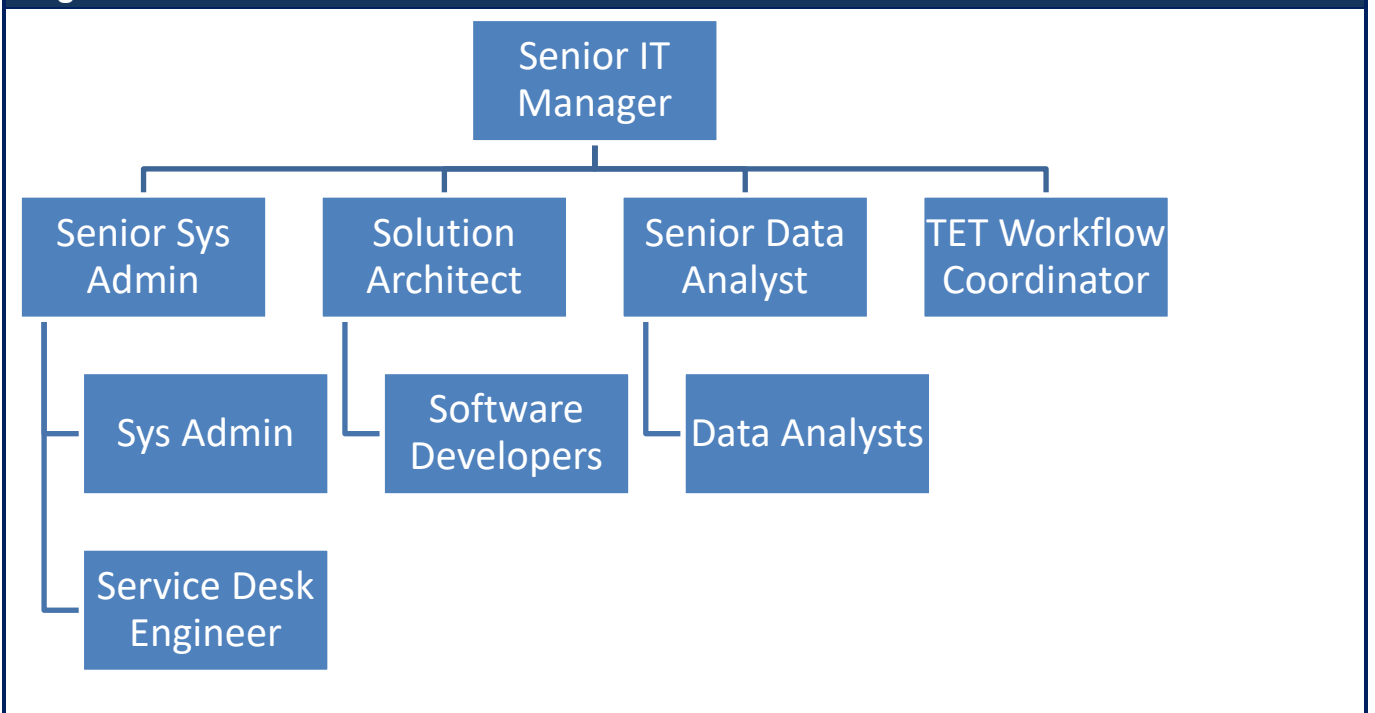 Senior IT
Manager
Senior Sys
Admin
Solution
Architect
Senior Data
Analyst
TET Workflow
Coordinator
Sys Admin
Software
Developers
Data Analysts
Service Desk
Engineer